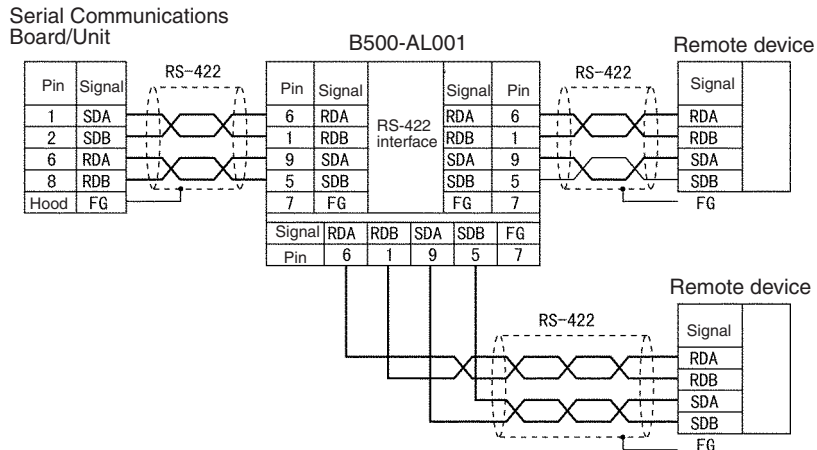 Serial Communications
Board/Unit
B500-AL001
Remote device
RS-422
RS-422
Pin Signal
Pin Signal
Signal Pin
Signal
1 SDA
6 RDA
RDA 6
RDA
2 SDB
1 RDB
RS-422
interface
RDB 1
RDB
6 RDA
9 SDA
SDA 9
SDA
8 RDB
5 SDB
SDB 5
SDB
Hood FG
7 FG
FG 7
FG
Signal RDA RDB SDA SDB FG
Pin 6 1 9 5 7
Remote device
RS-422
Signal
RDA
RDB
SDA
SDB
FG